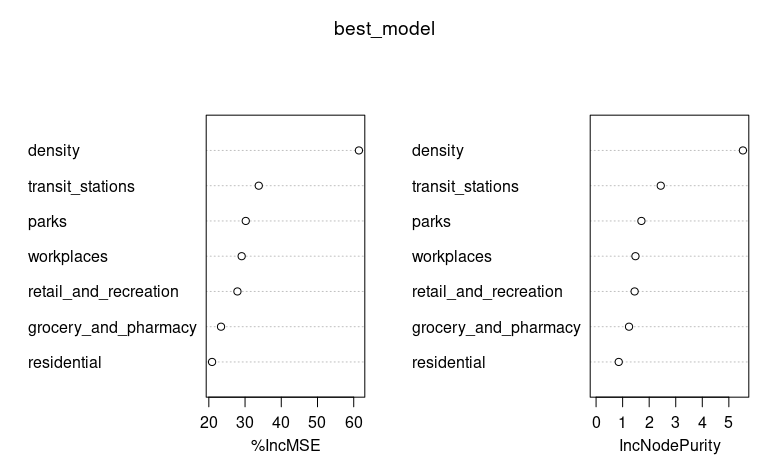 best_model
density
transit_stations
parks
workplaces
retail_and_recreation
grocery_and_pharmacy
residential
20 30 40 50 60
%IncMSE
density
transit_stations
parks
workplaces
retail_and_recreation
grocery_and_pharmacy
residential
0 1 2 3 4 5
IncNodePurity